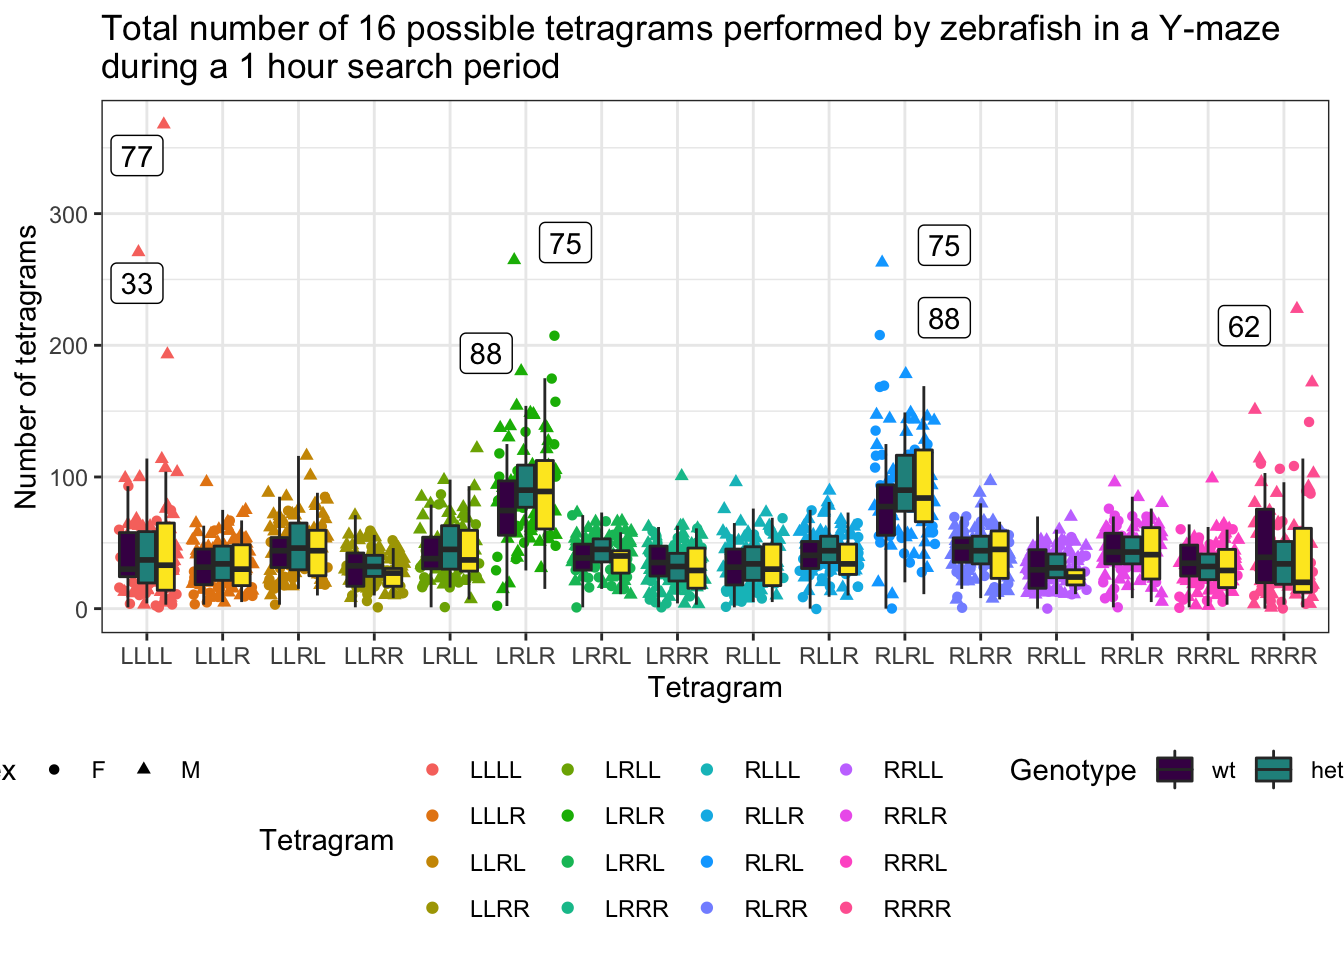 Total number of 16 possible tetragrams performed by zebrafish in a Y-maze
during a 1 hour search period
Number of tetragrams
300
200
100
0
77
33
88
75
75
88
62
LLLL LLLR LLRL LLRR LRLL LRLR LRRL LRRR RLLL RLLR RLRL RLRR RRLL RRLR RRRL RRRR
Tetragram
ex F M
Tetragram
LLLL LRLL RLLL RRLL
LLLR LRLR RLLR RRLR
LLRL LRRL RLRL RRRL
LLRR LRRR RLRR RRRR
Genotype wt het